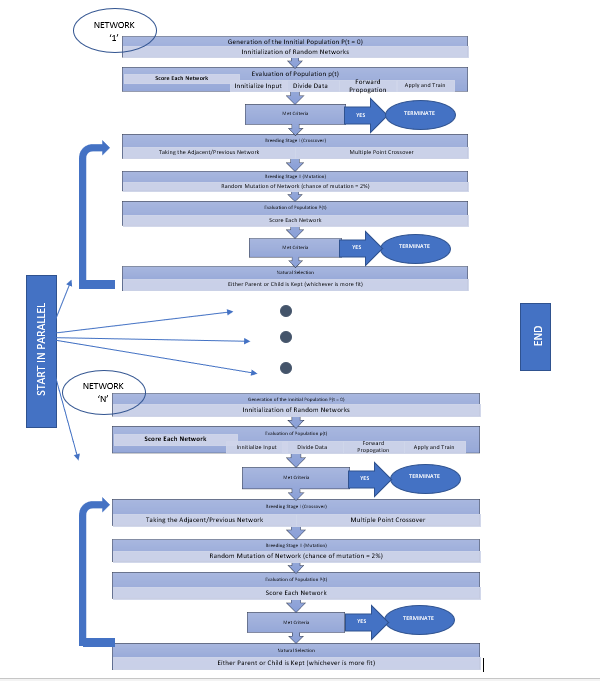 NETWORK
'1'
Generation of the Innitial Population P(t = 0)
Innitialization of Random Networks
Evaluation of Population p(t)
Score Each Network
Innitialize Input
Divide Data
Forward
Propogation
Apply and Train
Met Criteria
YES
TERMINATE
Breeding Stage I (Crossover)
Taking the Adjacent/Previous Network
Multiple Point Crossover
Breeding Stage II (Mutation)
Random Mutation of Network (chance of mutation = 2%)
Evaluation of Population P(t)
Score Each Network
Met Criteria
YES
TERMINATE
Natural Selection
Either Parent or Child is Kept (whichever is more fit)
START IN PARALLEL
END
NETWORK
'N'
Generation of the Innitial Population P(t = 0)
Innitialization of Random Networks
Evaluation of Population p(t)
Score Each Network
Innitialize Input
Divide Data
Forward
Propogation
Apply and Train
Met Criteria
YES
TERMINATE
Breeding Stage I (Crossover)
Taking the Adjacent/Previous Network
Multiple Point Crossover
Breeding Stage II (Mutation)
Random Mutation of Network (chance of mutation = 2%)
Evaluation of Population P(t)
Score Each Network
Met Criteria
YES
TERMINATE
Natural Selection
Either Parent or Child is Kept (whichever is more fit)